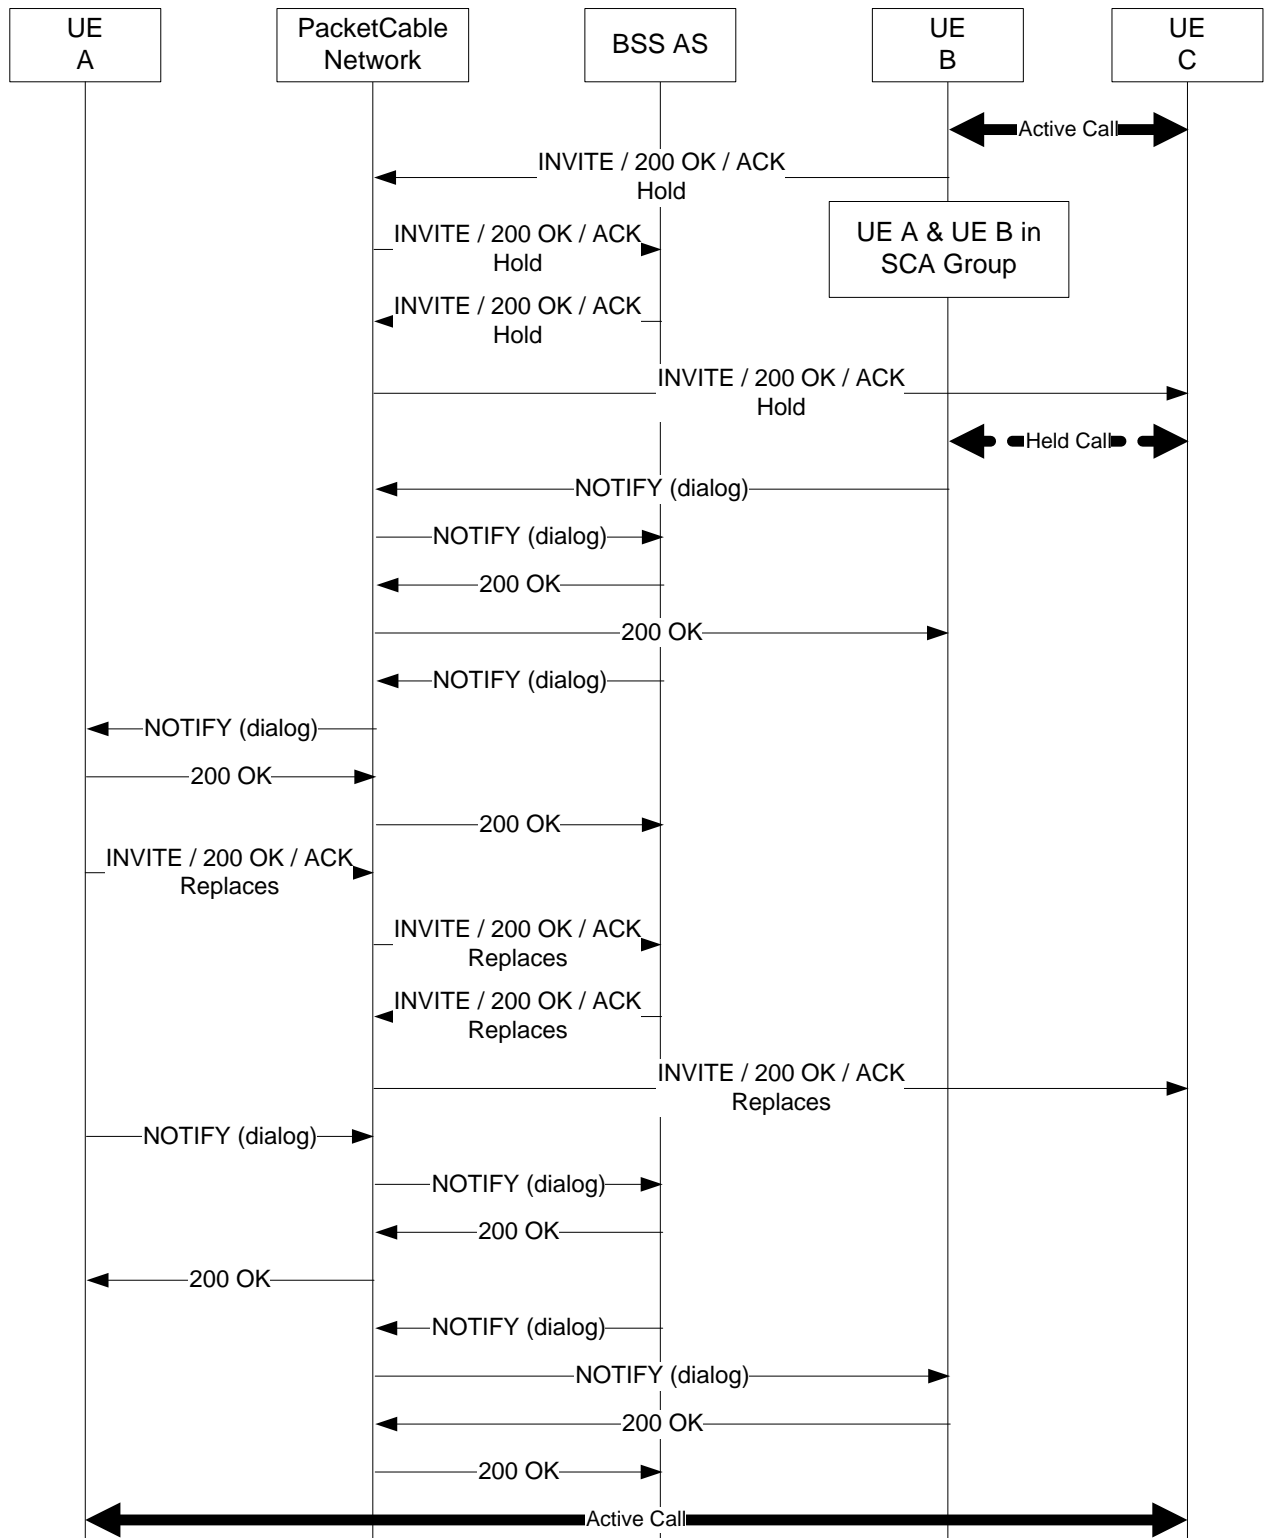 UE
A
PacketCable
Network
BSS AS
UE
B
UE
C
Active Call
INVITE / 200 OK / ACK
Hold
UE A & UE B in
SCA Group
INVITE / 200 OK / ACK
Hold
INVITE / 200 OK / ACK
Hold
INVITE / 200 OK / ACK
Hold
Held Call
NOTIFY (dialog)
NOTIFY (dialog)
200 OK
200 OK
NOTIFY (dialog)
NOTIFY (dialog)
200 OK
200 OK
INVITE / 200 OK / ACK
Replaces
INVITE / 200 OK / ACK
Replaces
INVITE / 200 OK / ACK
Replaces
INVITE / 200 OK / ACK
Replaces
NOTIFY (dialog)
NOTIFY (dialog)
200 OK
200 OK
NOTIFY (dialog)
NOTIFY (dialog)
200 OK
200 OK
Active Call